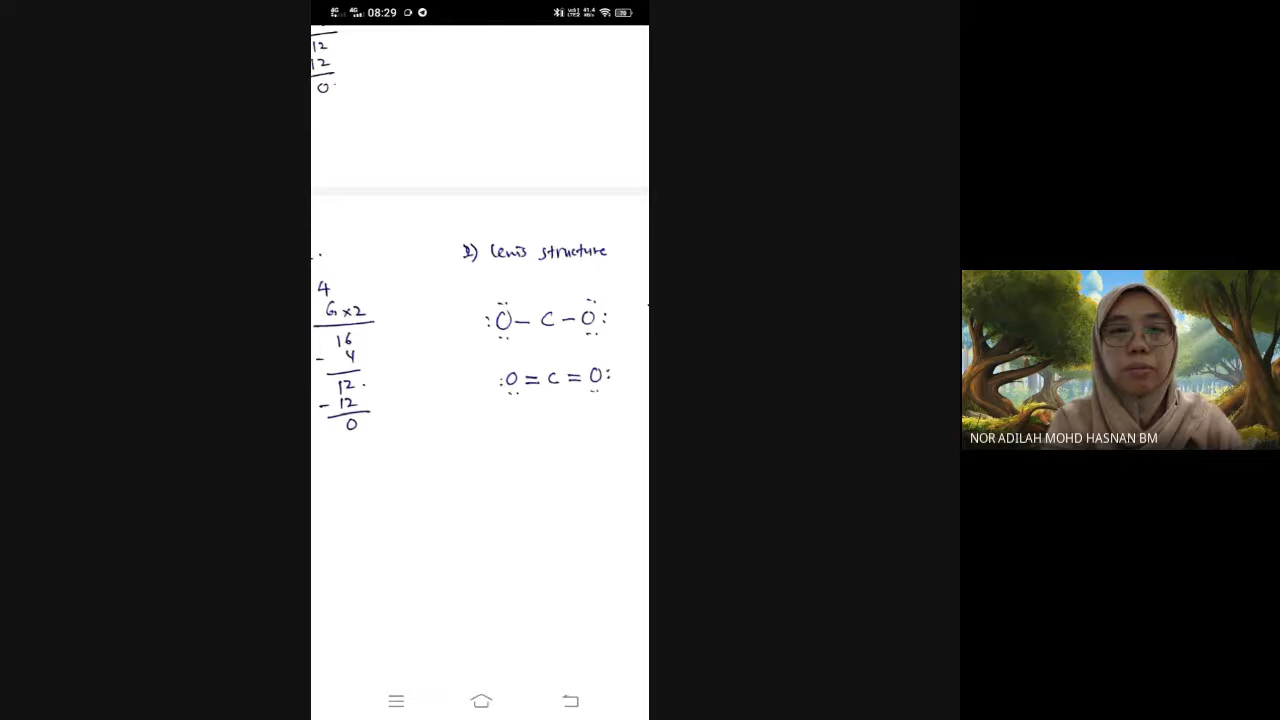 08:29
12
12
0
2) Lewis structure
4
6 x 2
16
- 4
12
- 12
0
:O – C – O:
:O = C = O:
NOR ADILAH MOHD HASNAN BM